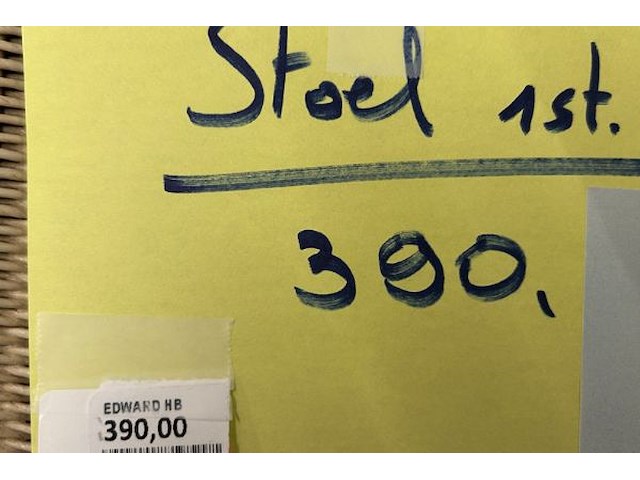 Stoel 1st.
390,
EDWARD HB
390,00